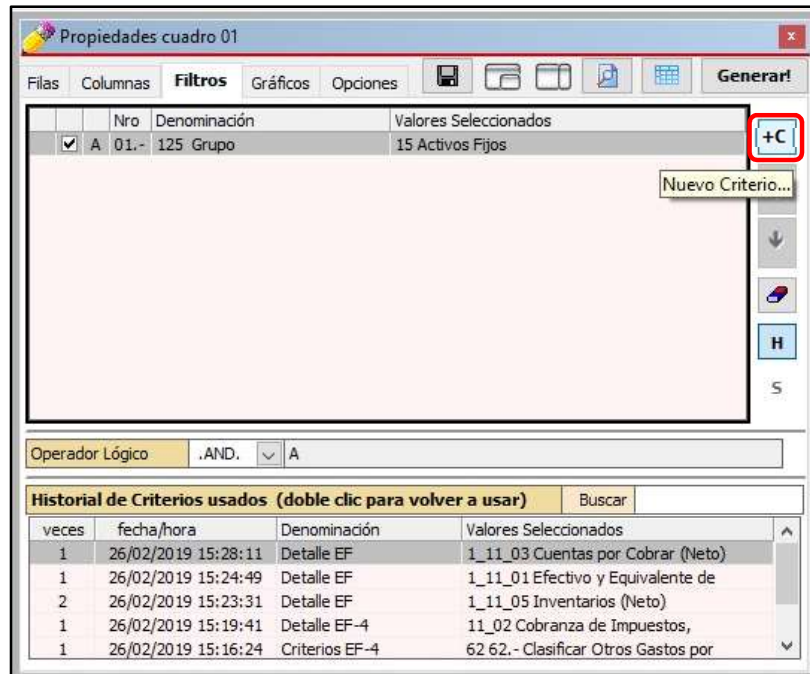 Propiedades cuadro 01 x
Filas Columnas Filtros Gráficos Opciones Generar!
Nro Denominación Valores Seleccionados
A 01.- 125 Grupo 15 Activos Fijos
+C
Nuevo Criterio...
H
S
Operador Lógico .AND. A
Historial de Criterios usados (doble clic para volver a usar) Buscar
veces fecha/hora Denominación Valores Seleccionados
1 26/02/2019 15:28:11 Detalle EF 1_11_03 Cuentas por Cobrar (Neto)
1 26/02/2019 15:24:49 Detalle EF 1_11_01 Efectivo y Equivalente de
2 26/02/2019 15:23:31 Detalle EF 1_11_05 Inventarios (Neto)
1 26/02/2019 15:19:41 Detalle EF-4 11_02 Cobranza de Impuestos,
1 26/02/2019 15:16:24 Criterios EF-4 62 62.- Clasificar Otros Gastos por